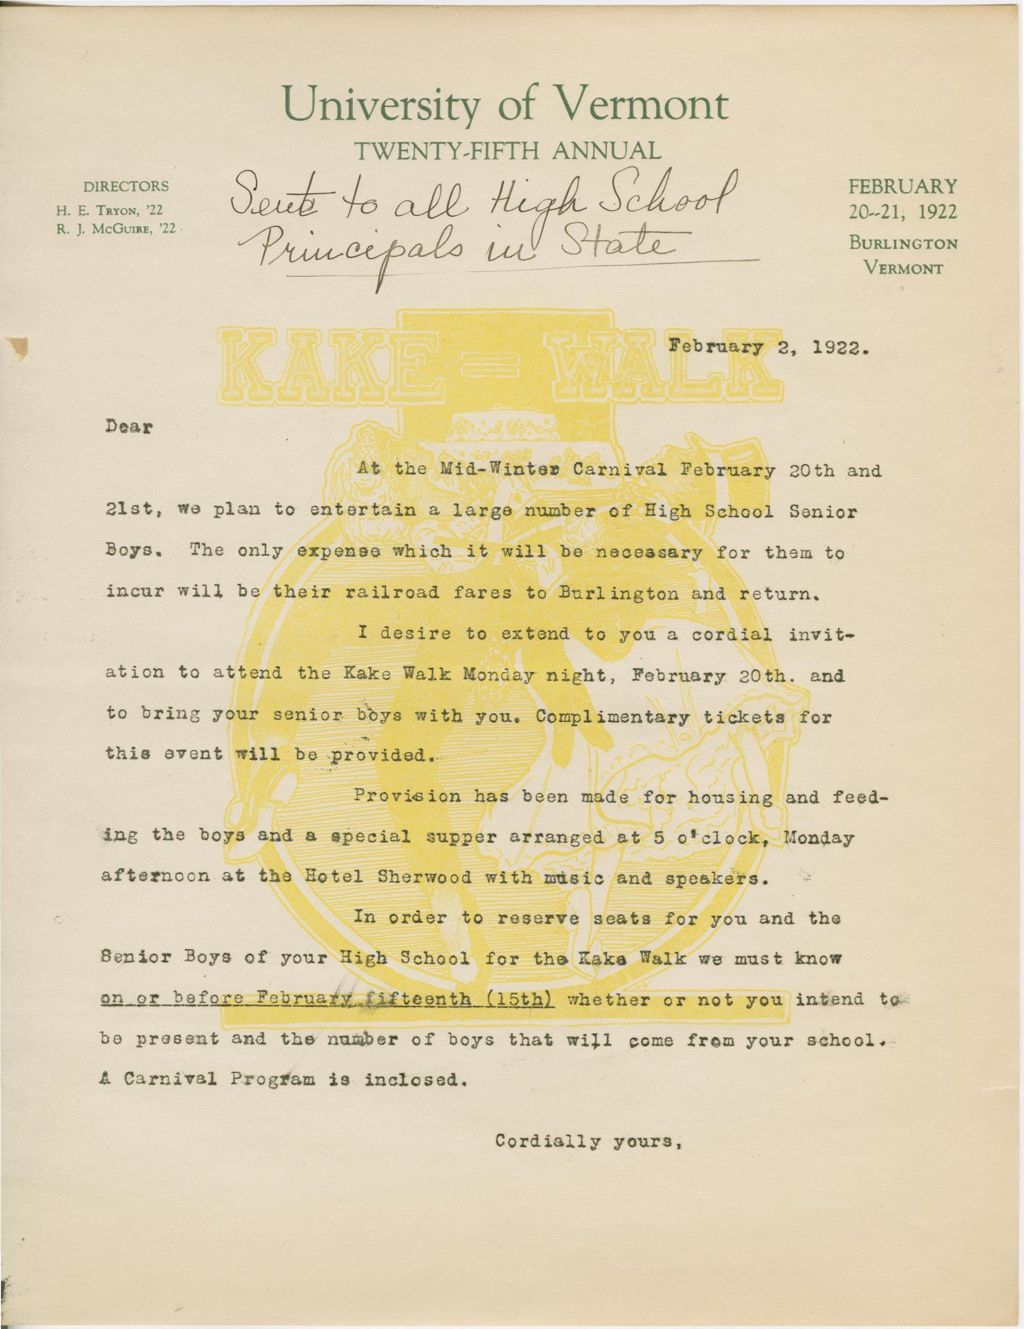 University of Vermont
TWENTY-FIFTH ANNUAL
DIRECTORS
H. E. TRYON, '22
R. J. MCGUIRE, '22
Sent to all High School
Principals in State
FEBRUARY
20--21, 1922
BURLINGTON
VERMONT
KAKE = WALK
February 2, 1922.
Dear
At the Mid-Winter Carnival February 20th and
21st, we plan to entertain a large number of High School Senior
Boys. The only expense which it will be necessary for them to
incur will be their railroad fares to Burlington and return.
I desire to extend to you a cordial invit-
ation to attend the Kake Walk Monday night, February 20th. and
to bring your senior boys with you. Complimentary tickets for
this event will be provided.
Provision has been made for housing and feed-
ing the boys and a special supper arranged at 5 o'clock, Monday
afternoon at the Hotel Sherwood with music and speakers.
In order to reserve seats for you and the
Senior Boys of your High School for the Kake Walk we must know
on or before February fifteenth (15th) whether or not you intend to
be present and the number of boys that will come from your school.
A Carnival Program is inclosed.
Cordially yours,